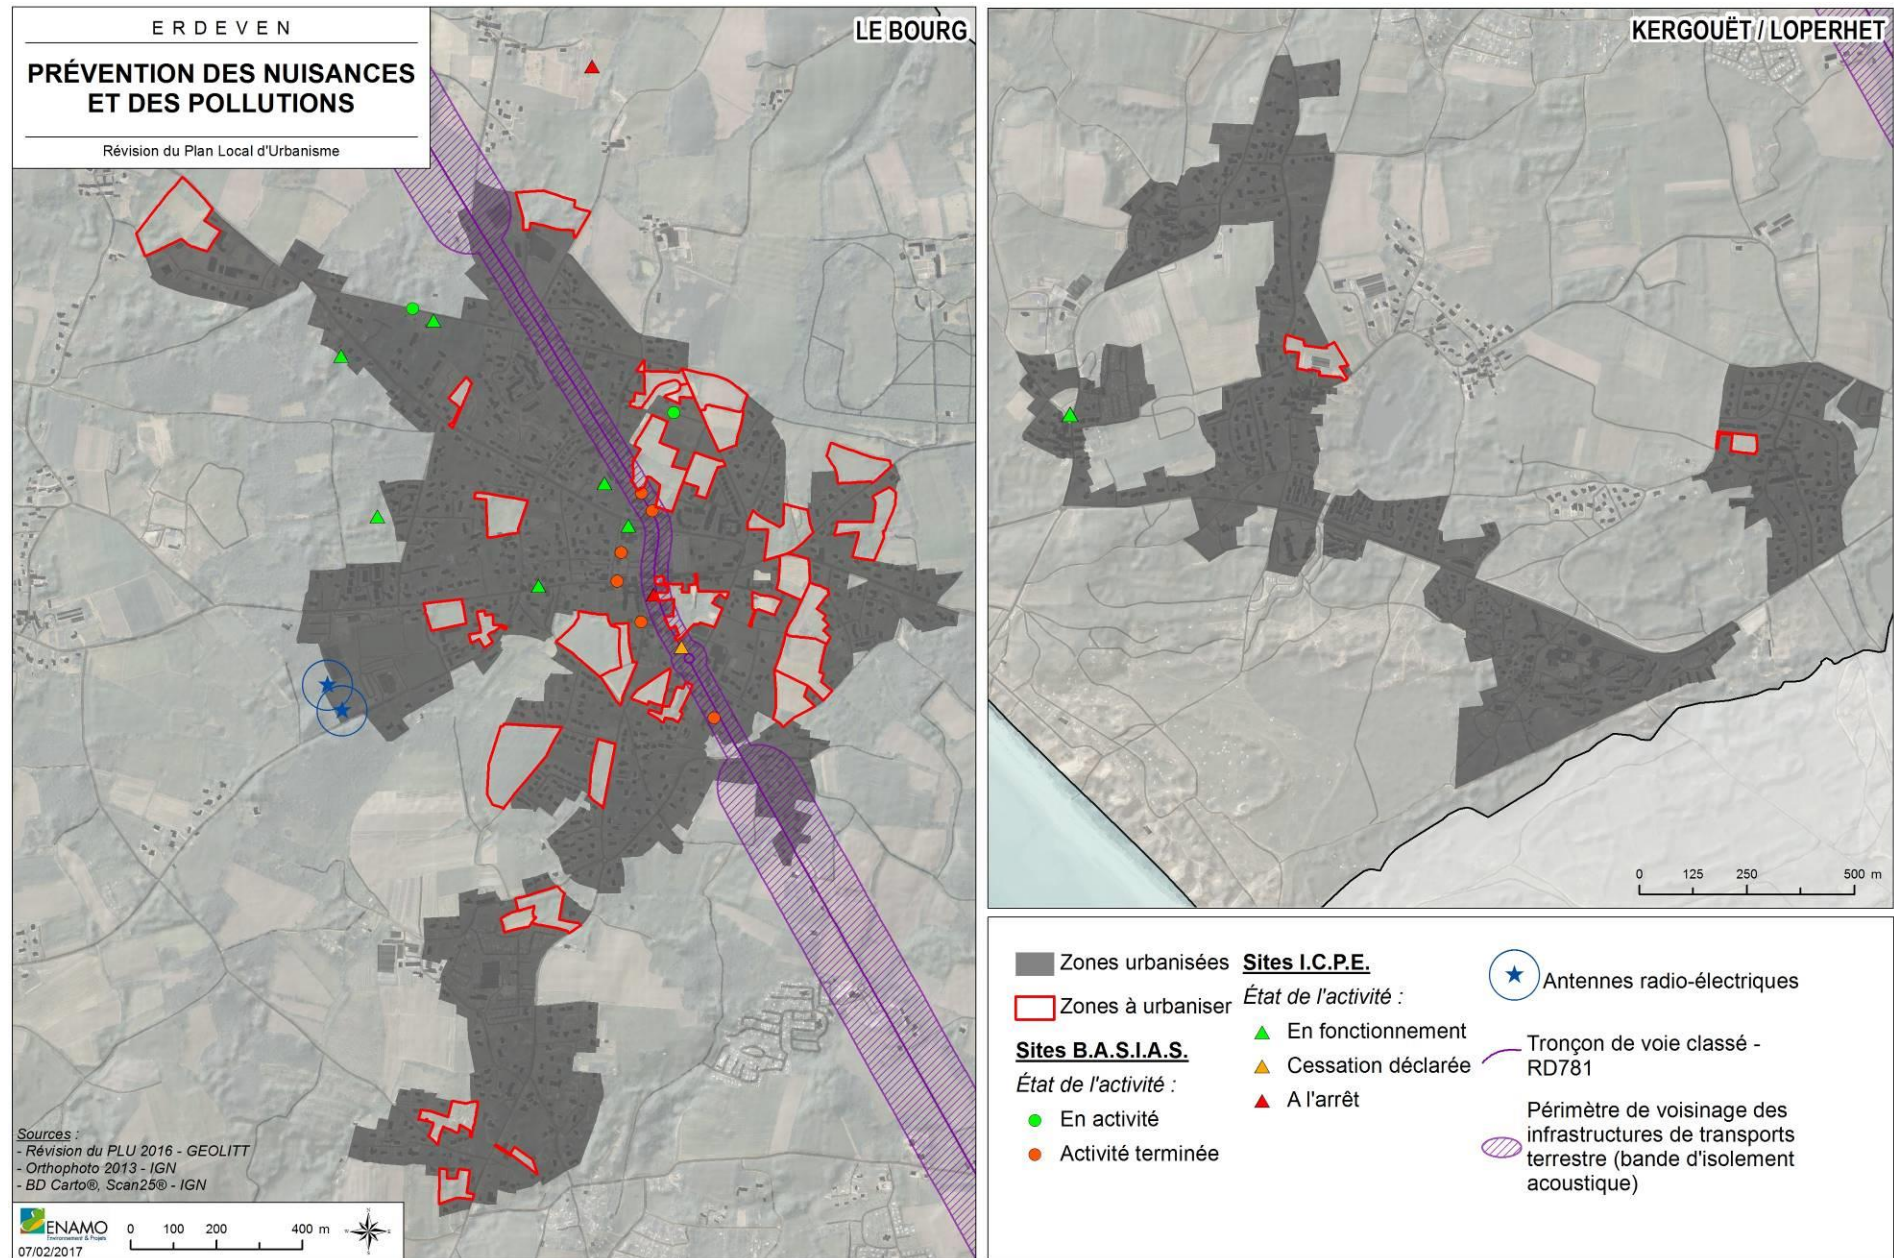 ERDEVEN
PRÉVENTION DES NUISANCES
ET DES POLLUTIONS
Révision du Plan Local d'Urbanisme
LE BOURG
KERGOUËT / LOPERHET
0 125 250 500 m
Zones urbanisées
Zones à urbaniser
Sites B.A.S.I.A.S.
État de l'activité :
En activité
Activité terminée
Sites I.C.P.E.
État de l'activité :
En fonctionnement
Cessation déclarée
A l'arrêt
Antennes radio-électriques
Tronçon de voie classé -
RD781
Périmètre de voisinage des
infrastructures de transports
terrestre (bande d'isolement
acoustique)
Sources :
- Révision du PLU 2016 - GEOLITT
- Orthophoto 2013 - IGN
- BD Carto®, Scan25® - IGN
ENAMO
Environnement & Projets
07/02/2017
0 100 200 400 m